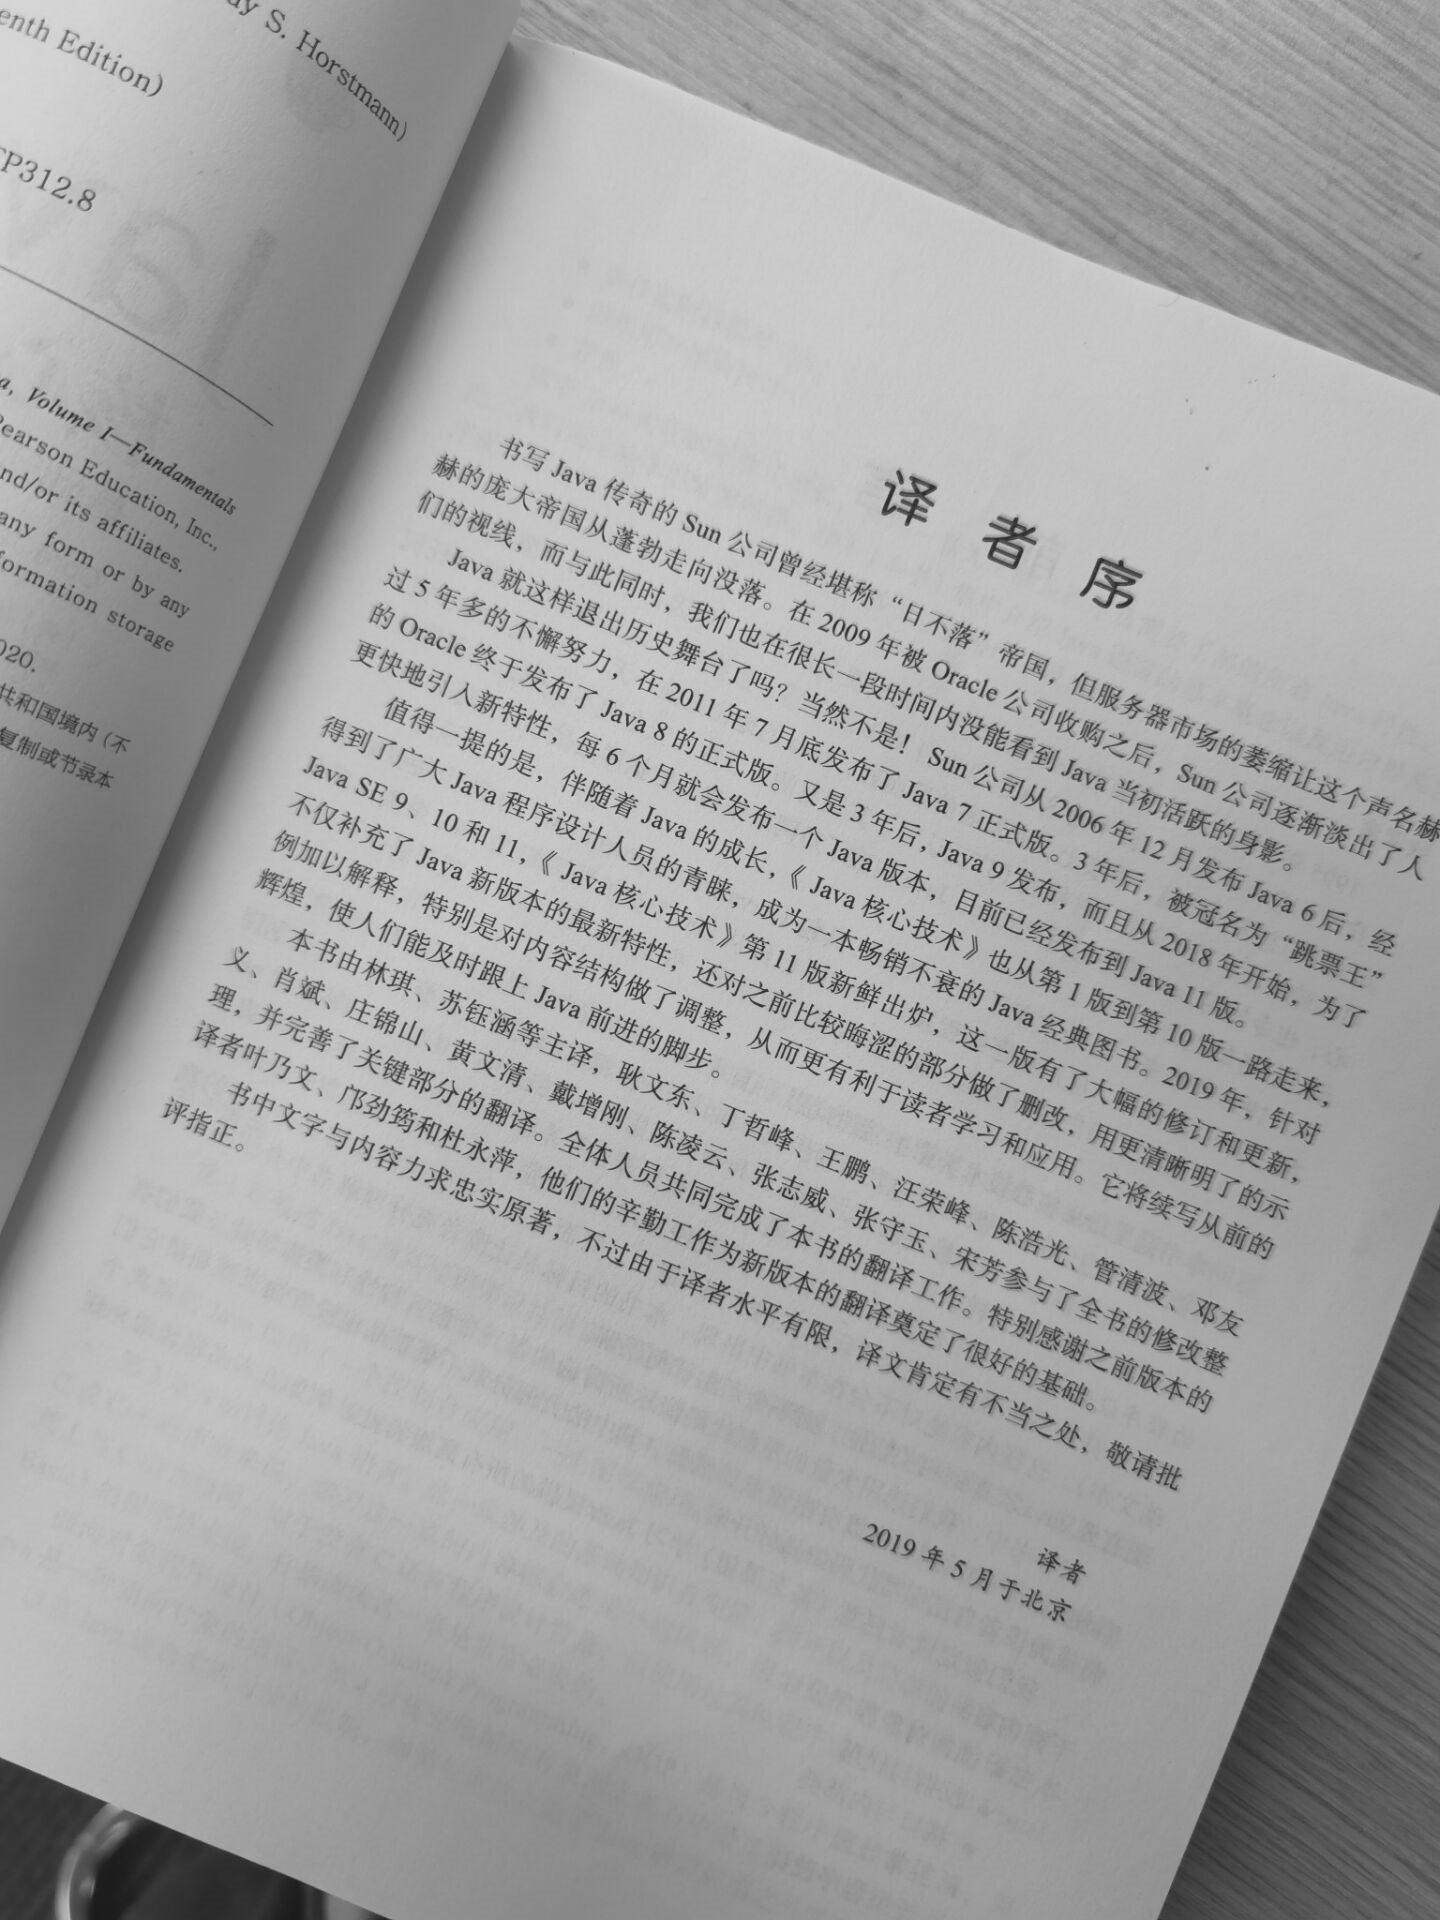 ay S. Horstmann)
enth Edition)
TP312.8
a, Volume I—Fundamentals
Pearson Education, Inc.,
nd/or its affiliates.
any form or by any
formation storage
020.
共和国境内 (不
复制或节录本
译者序
书写 Java 传奇的 Sun 公司曾经堪称“日不落”帝国，但服务器市场的萎缩让这个声名赫
赫的庞大帝国从蓬勃走向没落。在 2009 年被 Oracle 公司收购之后，Sun 公司逐渐淡出了人
们的视线，而与此同时，我们也在很长一段时间内没能看到 Java 当初活跃的身影。
Java 就这样退出历史舞台了吗？当然不是！Sun 公司从 2006 年 12 月发布 Java 6 后，经
过 5 年多的不懈努力，在 2011 年 7 月底发布了 Java 7 正式版。3 年后，被冠名为“跳票王”
的 Oracle 终于发布了 Java 8 的正式版。又是 3 年后，Java 9 发布，而且从 2018 年开始，为了
更快地引入新特性，每 6 个月就会发布一个 Java 版本，目前已经发布到 Java 11 版。
值得一提的是，伴随着 Java 的成长，《Java 核心技术》也从第 1 版到第 10 版一路走来，
得到了广大 Java 程序设计人员的青睐，成为一本畅销不衰的 Java 经典图书。2019 年，针对
Java SE 9、10 和 11，《Java 核心技术》第 11 版新鲜出炉，这一版有了大幅的修订和更新，
不仅补充了 Java 新版本的最新特性，还对之前比较晦涩的部分做了删改，用更清晰明了的示
例加以解释，特别是对内容结构做了调整，从而更有利于读者学习和应用。它将续写从前的
辉煌，使人们能及时跟上 Java 前进的脚步。
本书由林琪、苏钰涵等主译，耿文东、丁哲峰、王鹏、汪荣峰、陈浩光、管清波、邓友
义、肖斌、庄锦山、黄文清、戴增刚、陈凌云、张志威、张守玉、宋芳参与了全书的修改整
理，并完善了关键部分的翻译。全体人员共同完成了本书的翻译工作。特别感谢之前版本的
译者叶乃文、邝劲筠和杜永萍，他们的辛勤工作为新版本的翻译奠定了很好的基础。
书中文字与内容力求忠实原著，不过由于译者水平有限，译文肯定有不当之处，敬请批
评指正。
译者
2019 年 5 月于北京